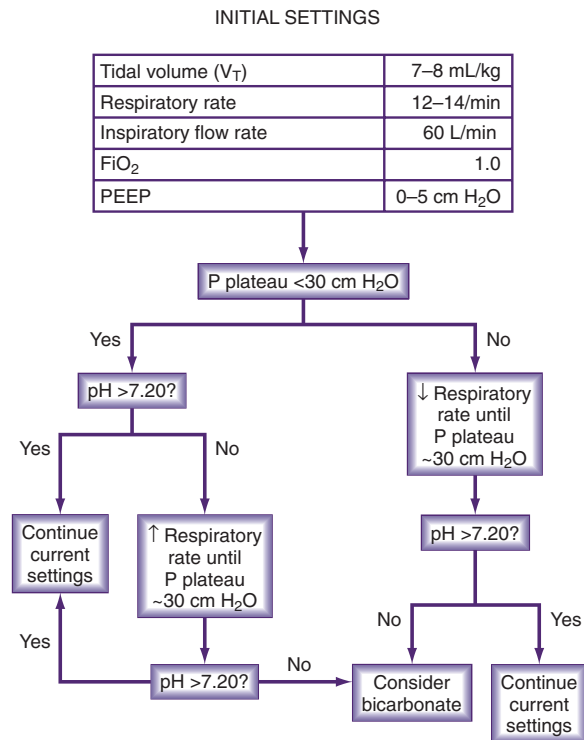 INITIAL SETTINGS
Tidal volume (V_T) 7–8 mL/kg
Respiratory rate 12–14/min
Inspiratory flow rate 60 L/min
FiO₂ 1.0
PEEP 0–5 cm H₂O
P plateau <30 cm H₂O
Yes
No
pH >7.20?
↓ Respiratory
rate until
P plateau
~30 cm H₂O
Yes
No
Continue
current
settings
↑ Respiratory
rate until
P plateau
~30 cm H₂O
pH >7.20?
No
Yes
Yes
pH >7.20?
No
Consider
bicarbonate
Continue
current
settings